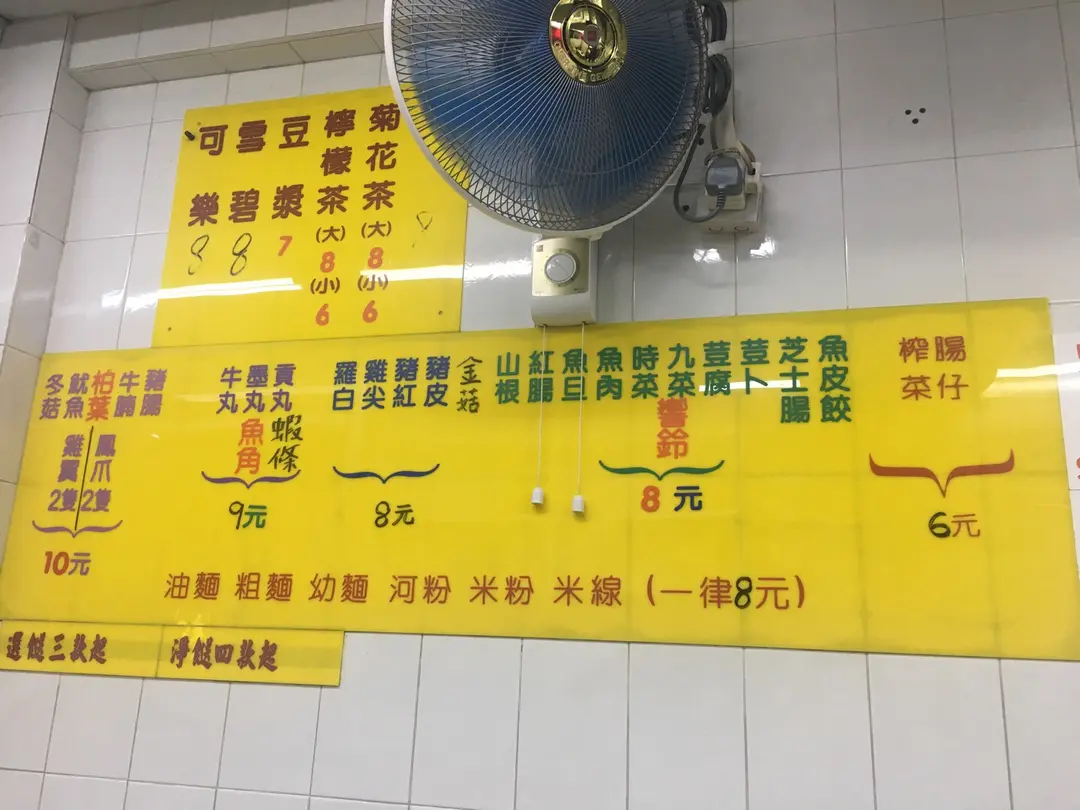 可樂
8
雪碧
8
豆漿
7
檸檬茶
(大)
8
(小)
6
菊花茶
(大)
8
(小)
6
8
冬菇
魷魚
柏葉
牛腩
豬腸
雞翼2隻
鳳爪2隻
10元
牛丸
墨丸
貢丸
魚角
蝦條
9元
羅白
雞尖
豬紅
豬皮
金菇
8元
山根
紅腸
魚旦
魚肉
時菜
九菜
荳腐
荳卜
芝士腸
魚皮餃
響鈴
8元
榨菜
腸仔
6元
油麵 粗麵 幼麵 河粉 米粉 米線 (一律8元)
選餸三款起
淨餸四款起